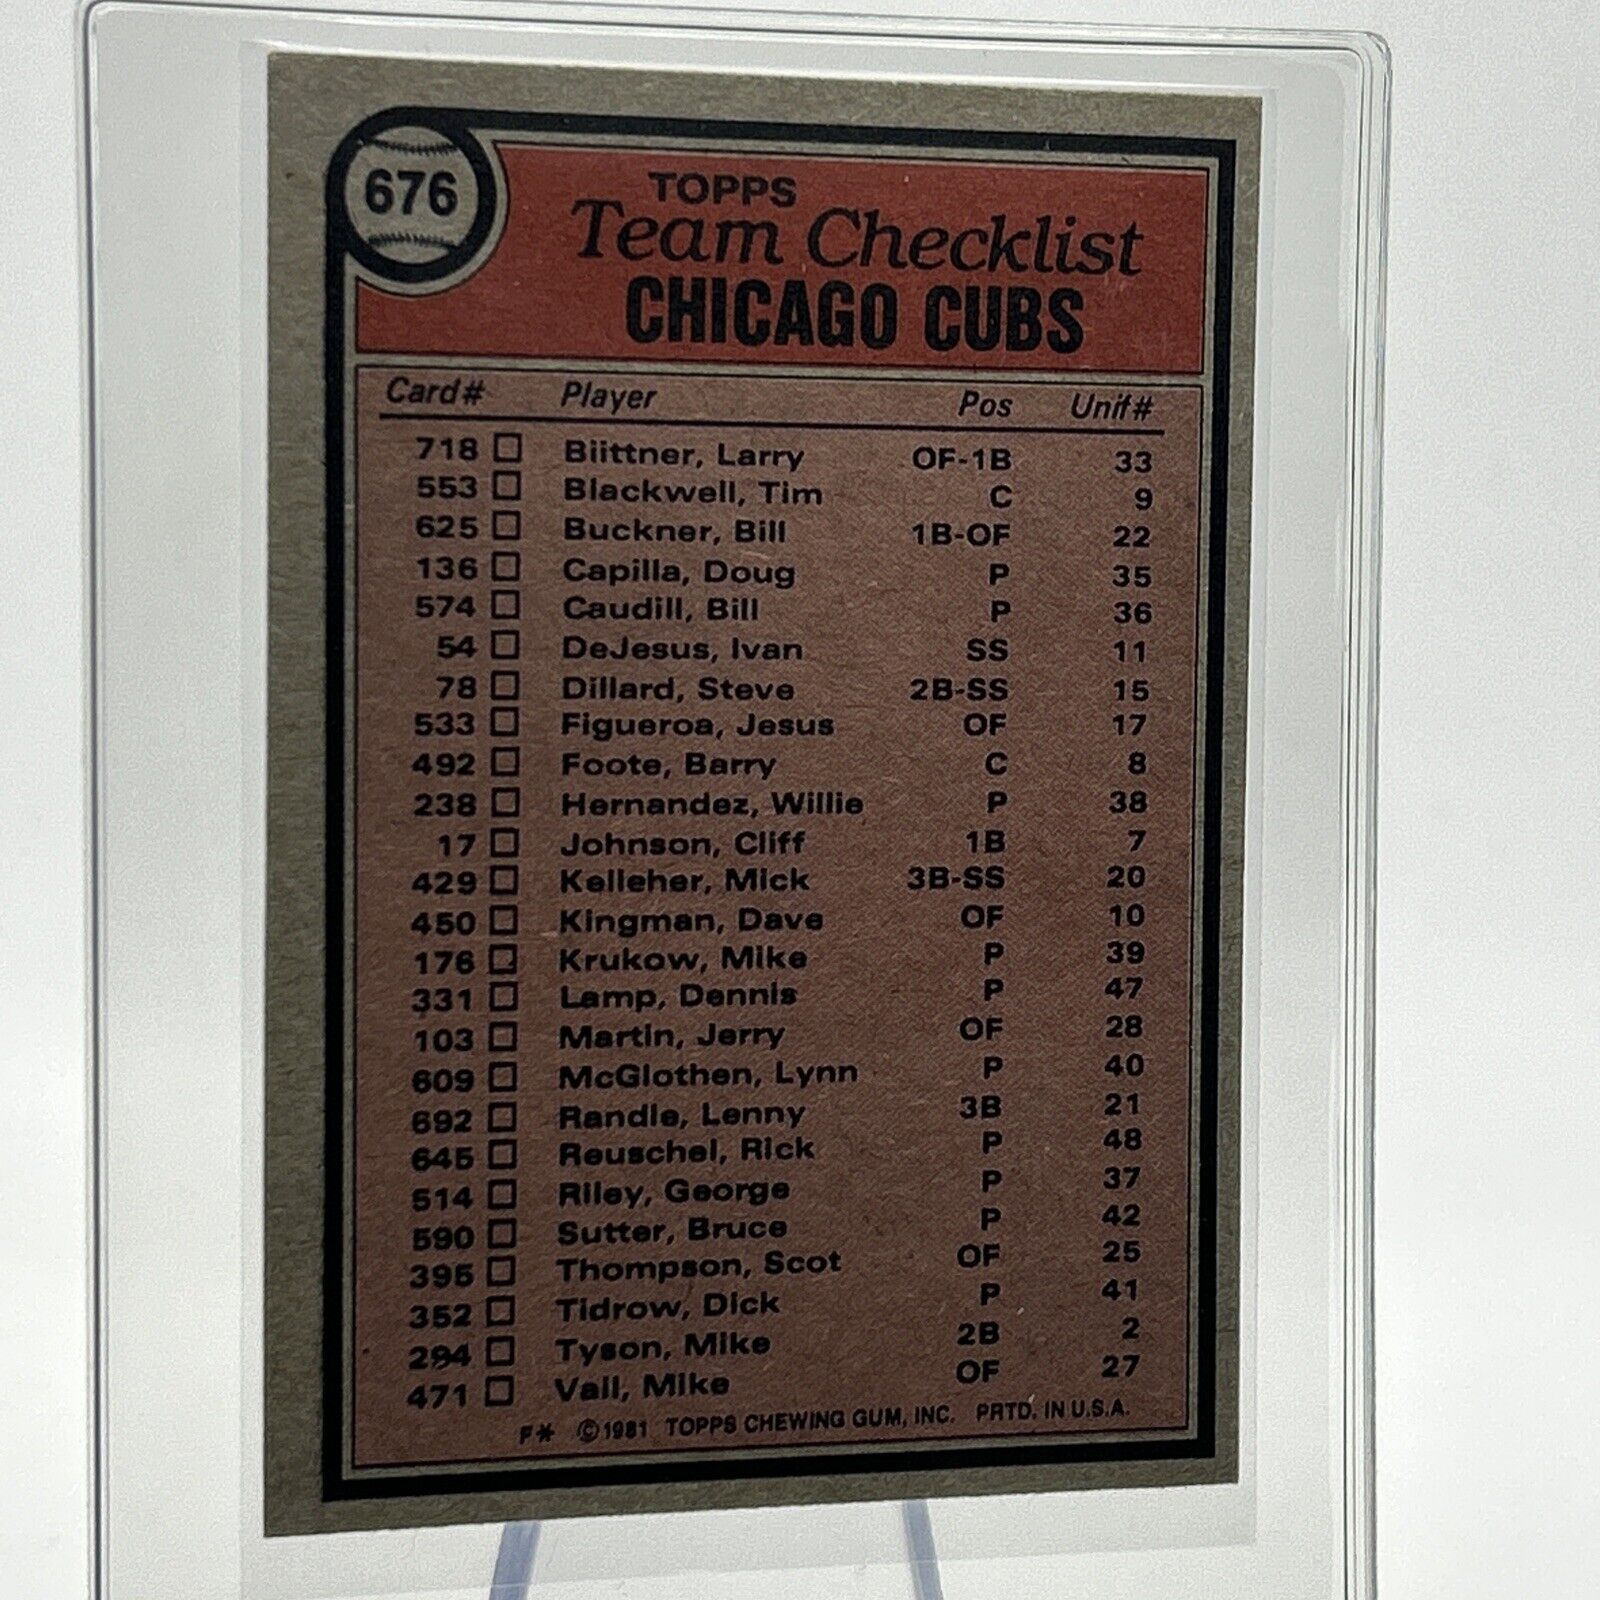 676
TOPPS
Team Checklist
CHICAGO CUBS
Card# Player Pos Unif#
718 Biittner, Larry OF-1B 33
553 Blackwell, Tim C 9
625 Buckner, Bill 1B-OF 22
136 Capilla, Doug P 35
574 Caudill, Bill P 36
54 DeJesus, Ivan SS 11
78 Dillard, Steve 2B-SS 15
533 Figueroa, Jesus OF 17
492 Foote, Barry C 8
238 Hernandez, Willie P 38
17 Johnson, Cliff 1B 7
429 Kelleher, Mick 3B-SS 20
450 Kingman, Dave OF 10
176 Krukow, Mike P 39
331 Lamp, Dennis P 47
103 Martin, Jerry OF 28
609 McGlothen, Lynn P 40
692 Randle, Lenny 3B 21
645 Reuschel, Rick P 48
514 Riley, George P 37
590 Sutter, Bruce P 42
395 Thompson, Scot OF 25
352 Tidrow, Dick P 41
294 Tyson, Mike 2B 2
471 Vail, Mike OF 27
F* ©1981 TOPPS CHEWING GUM, INC. PRTD. IN U.S.A.